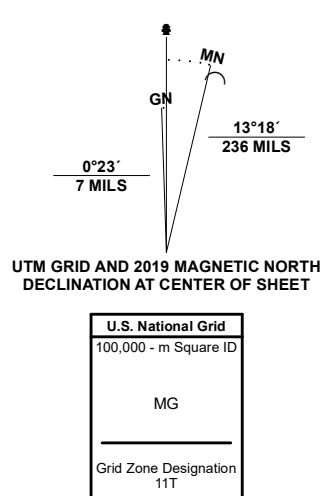 MN
GN
13°18´
236 MILS
0°23´
7 MILS
UTM GRID AND 2019 MAGNETIC NORTH
DECLINATION AT CENTER OF SHEET
U.S. National Grid
100,000 - m Square ID
MG
Grid Zone Designation
11T